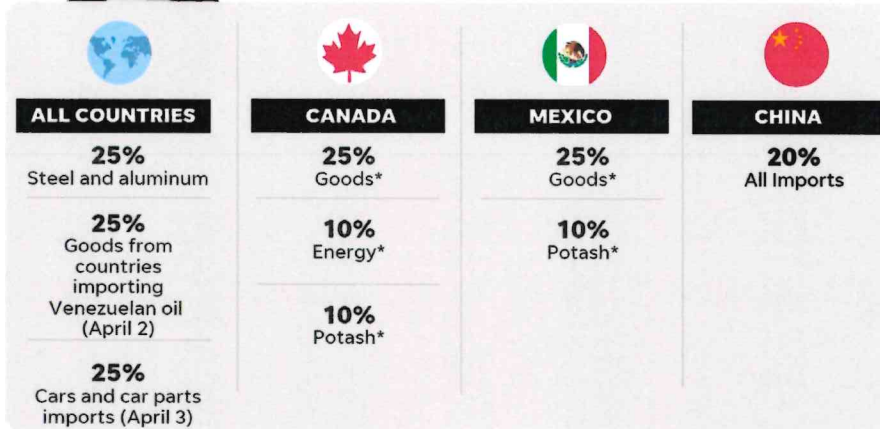 ALL COUNTRIES
25%
Steel and aluminum
25%
Goods from
countries
importing
Venezuelan oil
(April 2)
25%
Cars and car parts
imports (April 3)
CANADA
25%
Goods*
10%
Energy*
10%
Potash*
MEXICO
25%
Goods*
10%
Potash*
CHINA
20%
All Imports